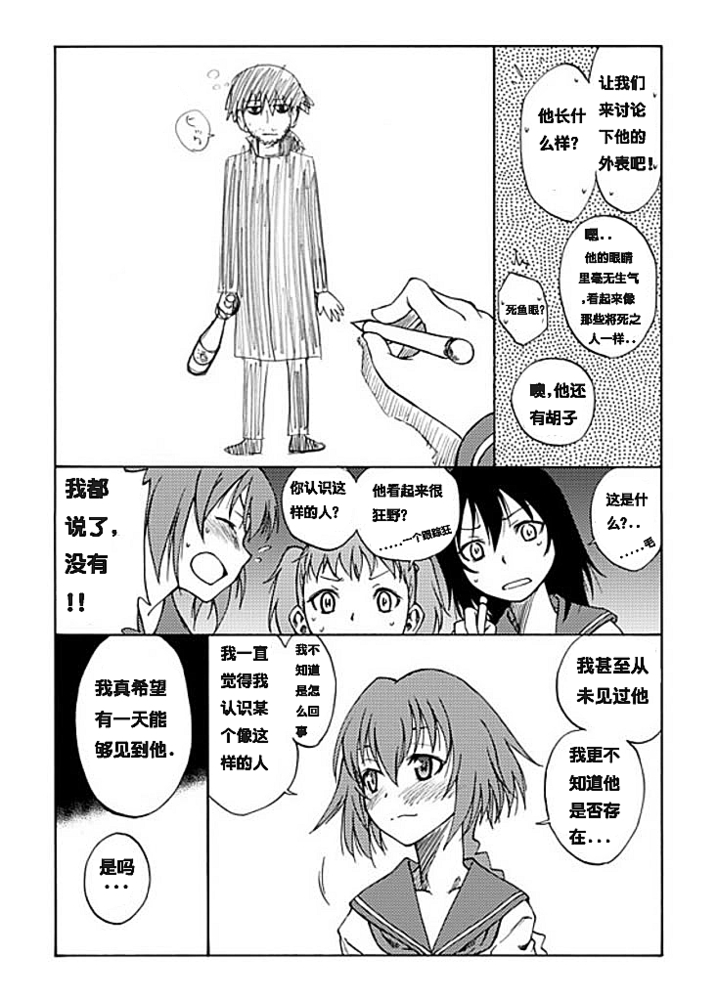 让我们
来讨论
下他的
外表吧！
他长什
么样？
嗯．．
他的眼睛
里毫无生气
，看起来像
那些将死之
人一样．．
死鱼眼？
噢，他还
有胡子
ヒック
这是什
么？．．
．．．．．毛
他看起来很
狂野？
．．．．．一个跟踪狂
你认识这
样的人？
我都
说了，
没有
！！
我甚至从
未见过他
我更不
知道他
是否存
在．．．
我不
知道
是怎
么回
事
我一直
觉得我
认识某
个像这
样的人
我真希望
有一天能
够见到他．
是吗
．．．